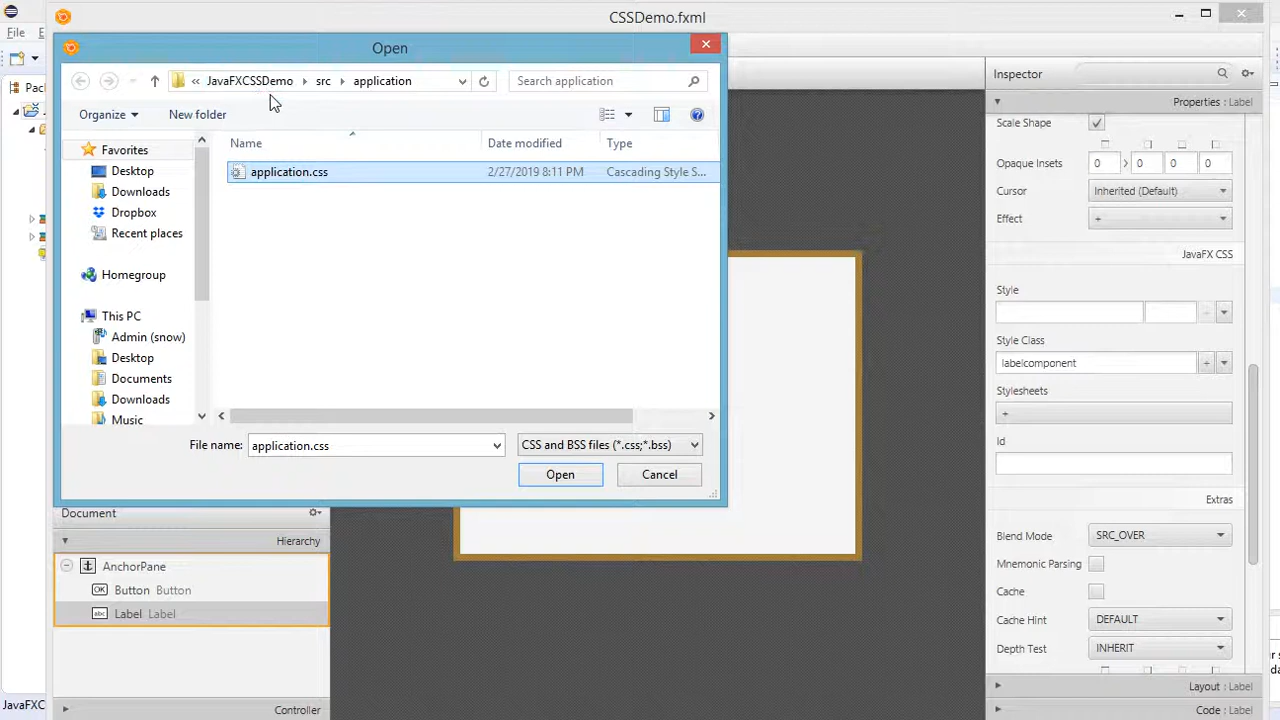 CSSDemo.fxml
File
Open
« JavaFXCSSDemo src application
Search application
Organize
New folder
Name
Date modified
Type
Favorites
Desktop
Downloads
Dropbox
Recent places
Homegroup
This PC
Admin (snow)
Desktop
Documents
Downloads
Music
application.css
2/27/2019 8:11 PM
Cascading Style S...
File name:
application.css
CSS and BSS files (*.css;*.bss)
Open
Cancel
Document
Hierarchy
AnchorPane
OK Button Button
abc Label Label
Controller
JavaFXC
Inspector
Properties : Label
Scale Shape
Opaque Insets
0 0 0 0
Cursor
Inherited (Default)
Effect
+
JavaFX CSS
Style
Style Class
labelcomponent
+
Stylesheets
+
Id
Extras
Blend Mode
SRC_OVER
Mnemonic Parsing
Cache
Cache Hint
DEFAULT
Depth Test
INHERIT
Layout : Label
Code : Label